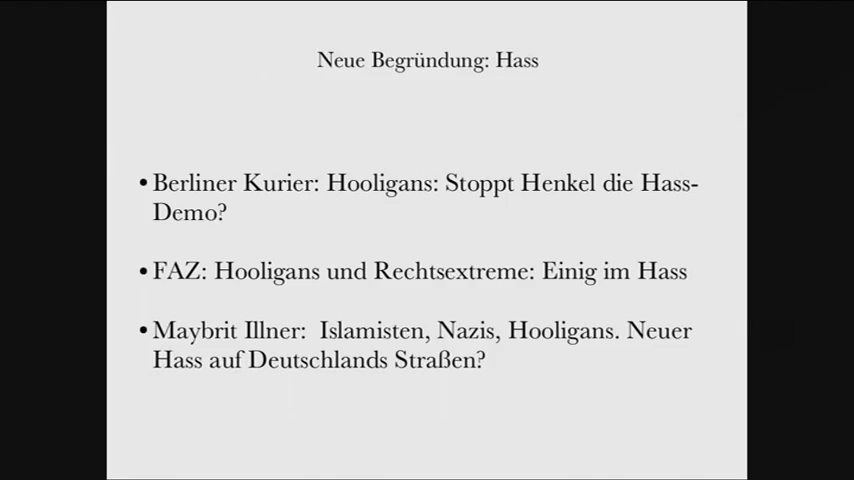 Neue Begründung: Hass
• Berliner Kurier: Hooligans: Stoppt Henkel die Hass-
Demo?
• FAZ: Hooligans und Rechtsextreme: Einig im Hass
• Maybrit Illner:  Islamisten, Nazis, Hooligans. Neuer
Hass auf Deutschlands Straßen?